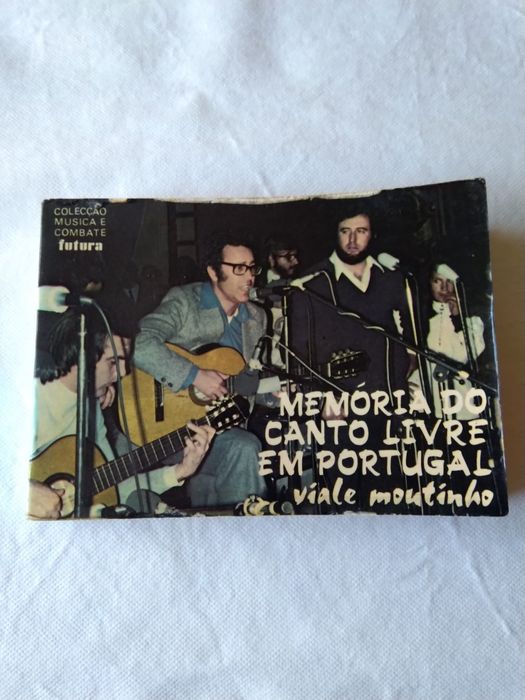 COLECÇÃO
MUSICA E
COMBATE
futura
MEMÓRIA DO
CANTO LIVRE
EM PORTUGAL
viale moutinho